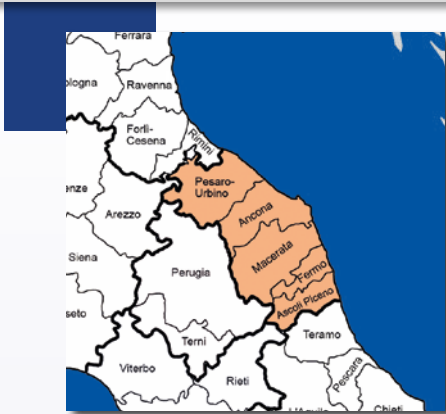 Ferrara
ologna
Ravenna
Forlì-
Cesena
Rimini
Pesaro-
Urbino
enze
Arezzo
Ancona
Siena
Macerata
Perugia
Fermo
Ascoli Piceno
seto
Terni
Teramo
Viterbo
Rieti
Pescara
L'Aquila
Chieti